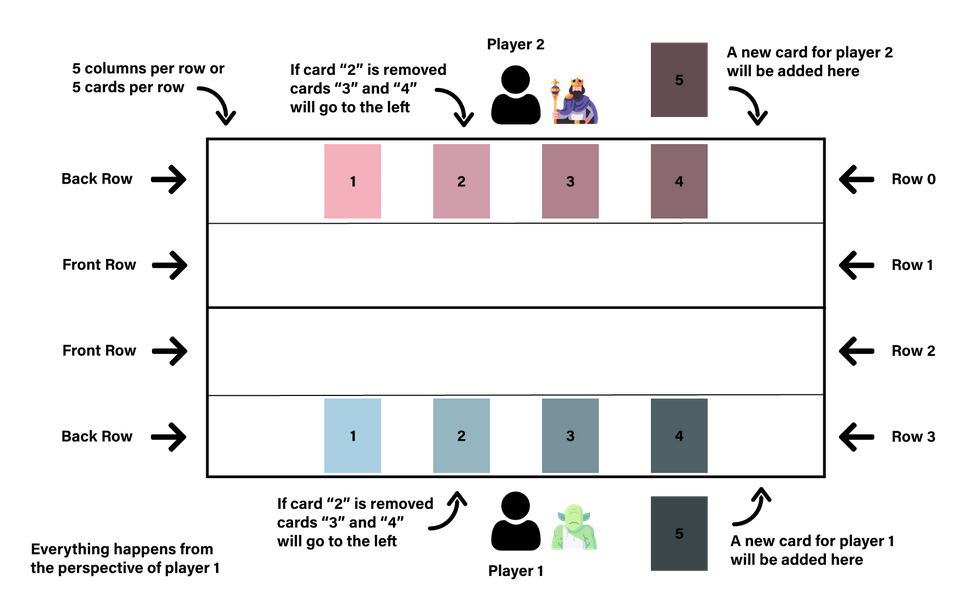 Player 2
5 columns per row or
5 cards per row
If card “2” is removed
cards “3” and “4”
will go to the left
5
A new card for player 2
will be added here
Back Row
1
2
3
4
Row 0
Front Row
Row 1
Front Row
Row 2
Back Row
1
2
3
4
Row 3
If card “2” is removed
cards “3” and “4”
will go to the left
Player 1
5
A new card for player 1
will be added here
Everything happens from
the perspective of player 1